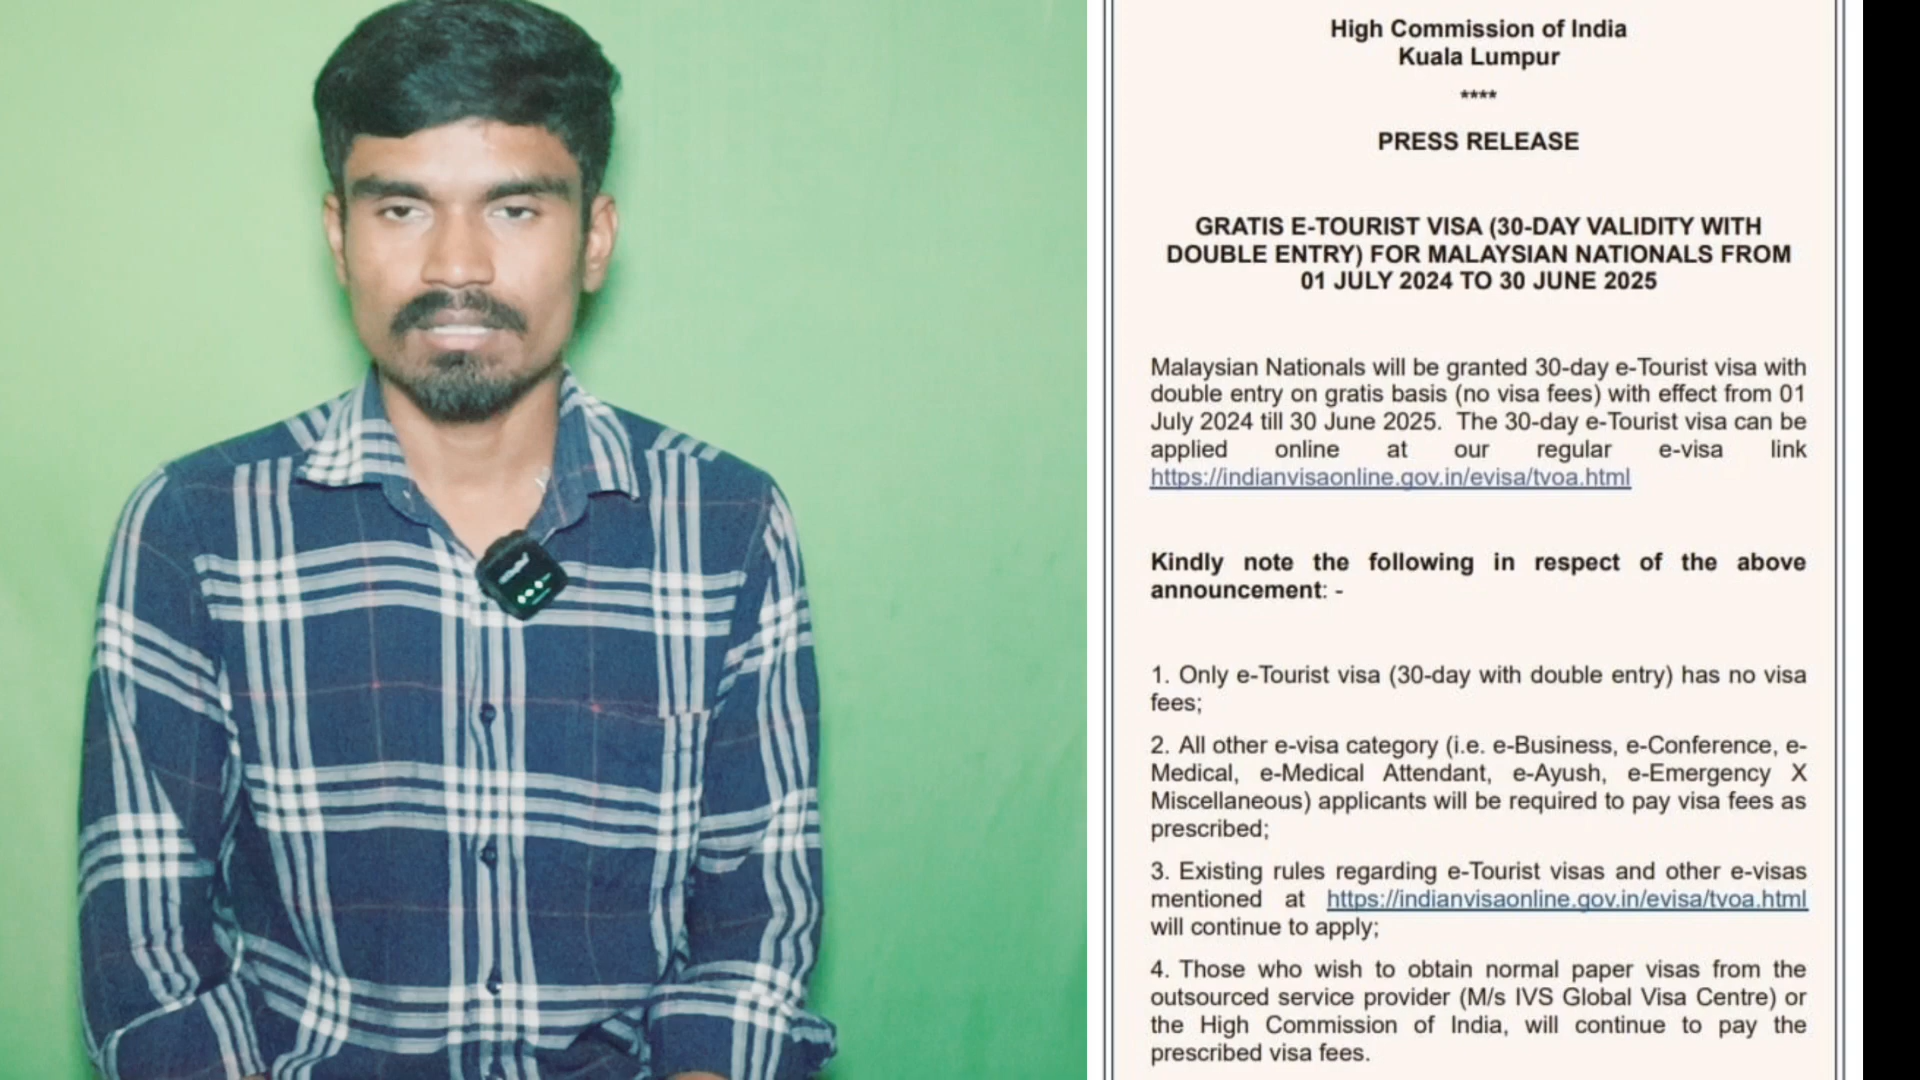 High Commission of India
Kuala Lumpur
****
PRESS RELEASE
GRATIS E-TOURIST VISA (30-DAY VALIDITY WITH
DOUBLE ENTRY) FOR MALAYSIAN NATIONALS FROM
01 JULY 2024 TO 30 JUNE 2025
Malaysian Nationals will be granted 30-day e-Tourist visa with
double entry on gratis basis (no visa fees) with effect from 01
July 2024 till 30 June 2025. The 30-day e-Tourist visa can be
applied online at our regular e-visa link
https://indianvisaonline.gov.in/evisa/tvoa.html
Kindly note the following in respect of the above
announcement: -
1. Only e-Tourist visa (30-day with double entry) has no visa
fees;
2. All other e-visa category (i.e. e-Business, e-Conference, e-
Medical, e-Medical Attendant, e-Ayush, e-Emergency X
Miscellaneous) applicants will be required to pay visa fees as
prescribed;
3. Existing rules regarding e-Tourist visas and other e-visas
mentioned at https://indianvisaonline.gov.in/evisa/tvoa.html
will continue to apply;
4. Those who wish to obtain normal paper visas from the
outsourced service provider (M/s IVS Global Visa Centre) or
the High Commission of India, will continue to pay the
prescribed visa fees.